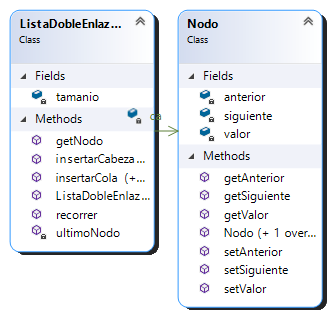 ListaDobleEnlaz...
Class
Fields
tamanio
Methods
getNodo
insertarCabeza...
insertarCola (+...
ListaDobleEnlaz...
recorrer
ultimoNodo
Nodo
Class
Fields
anterior
siguiente
valor
Methods
getAnterior
getSiguiente
getValor
Nodo (+ 1 over...
setAnterior
setSiguiente
setValor